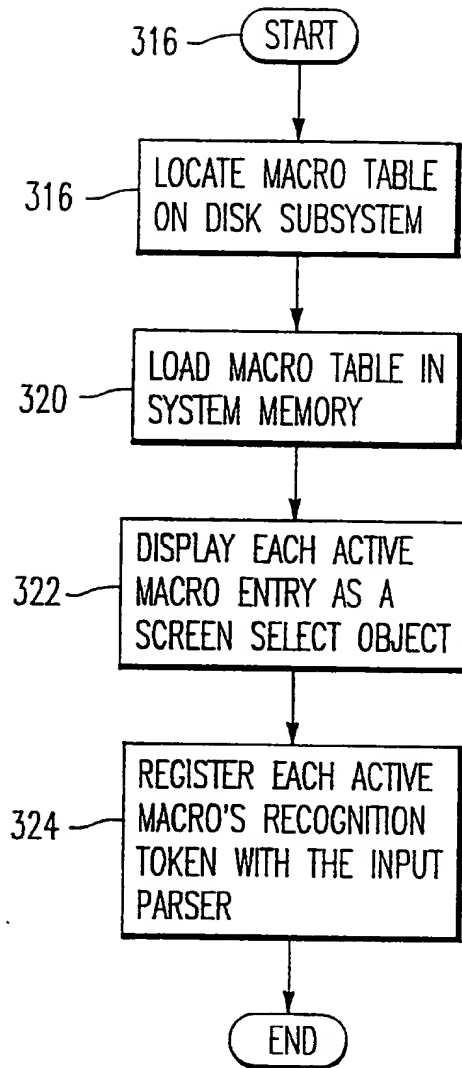 316
START
316
LOCATE MACRO TABLE
ON DISK SUBSYSTEM
320
LOAD MACRO TABLE IN
SYSTEM MEMORY
322
DISPLAY EACH ACTIVE
MACRO ENTRY AS A
SCREEN SELECT OBJECT
324
REGISTER EACH ACTIVE
MACRO'S RECOGNITION
TOKEN WITH THE INPUT
PARSER
END